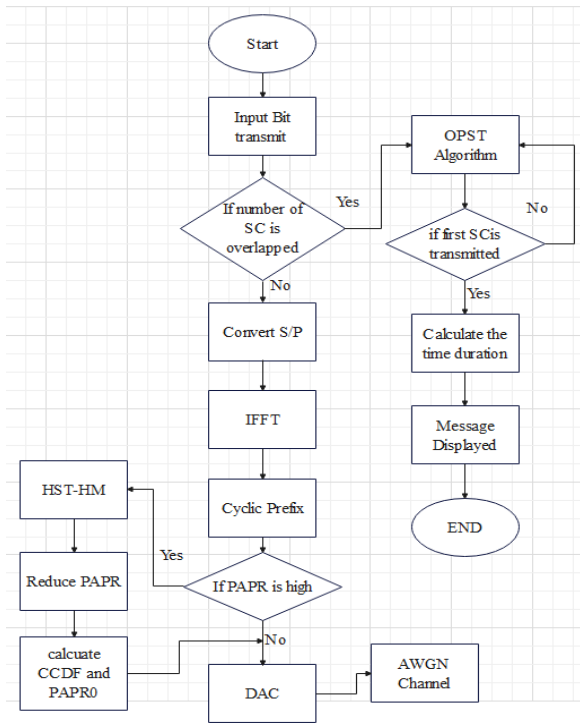 Start
Input Bit
transmit
If number of
SC is
overlapped
Yes
No
OPST
Algorithm
if first SCis
transmitted
No
Yes
Calculate the
time duration
Message
Displayed
END
Convert S/P
IFFT
Cyclic Prefix
If PAPR is high
Yes
No
HST-HM
Reduce PAPR
calcuate
CCDF and
PAPR0
DAC
AWGN
Channel